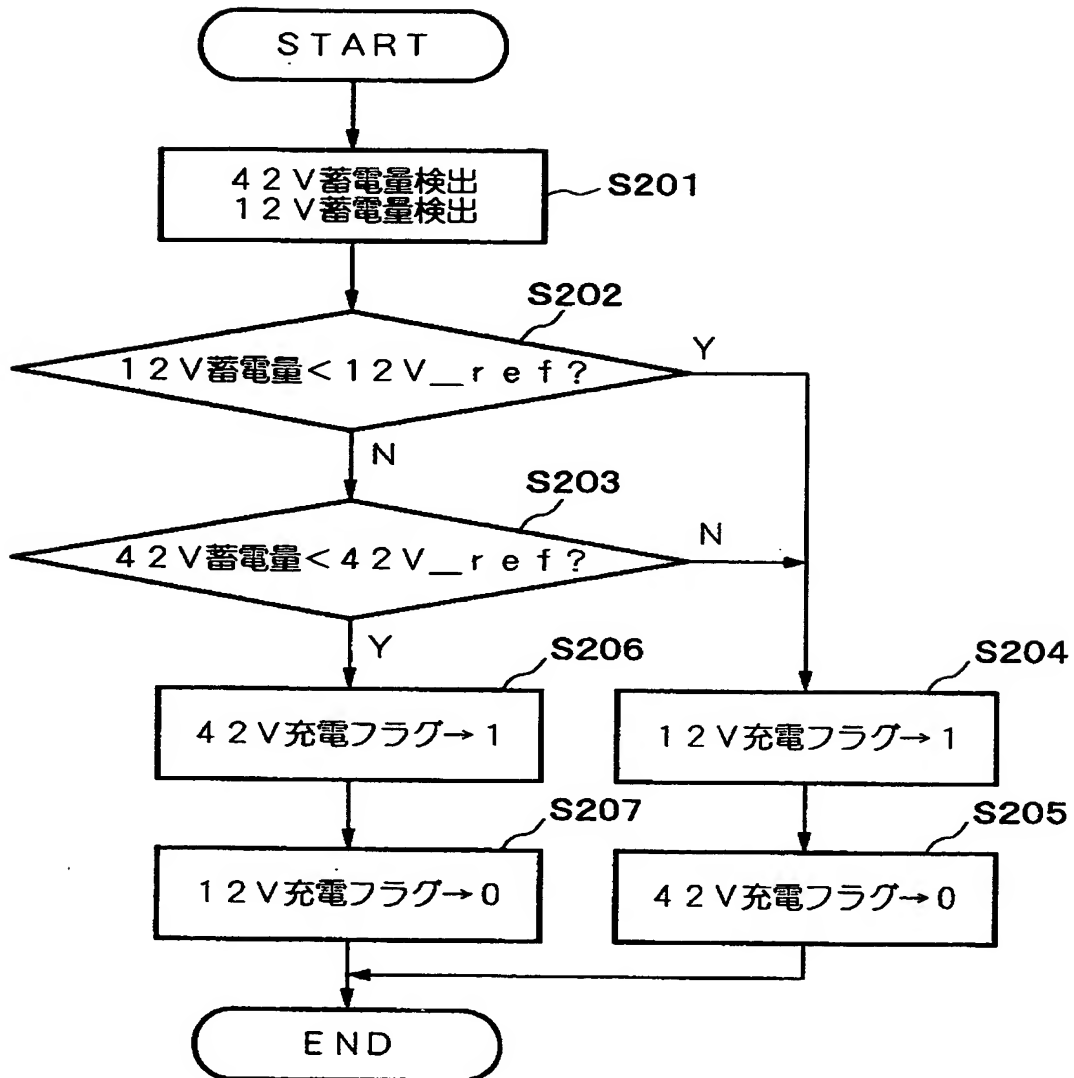 START
42V蓄電量検出
12V蓄電量検出
S201
S202
12V蓄電量<12V_ref?
Y
N
S203
42V蓄電量<42V_ref?
N
Y
S206
42V充電フラグ→1
S204
12V充電フラグ→1
S207
12V充電フラグ→0
S205
42V充電フラグ→0
END